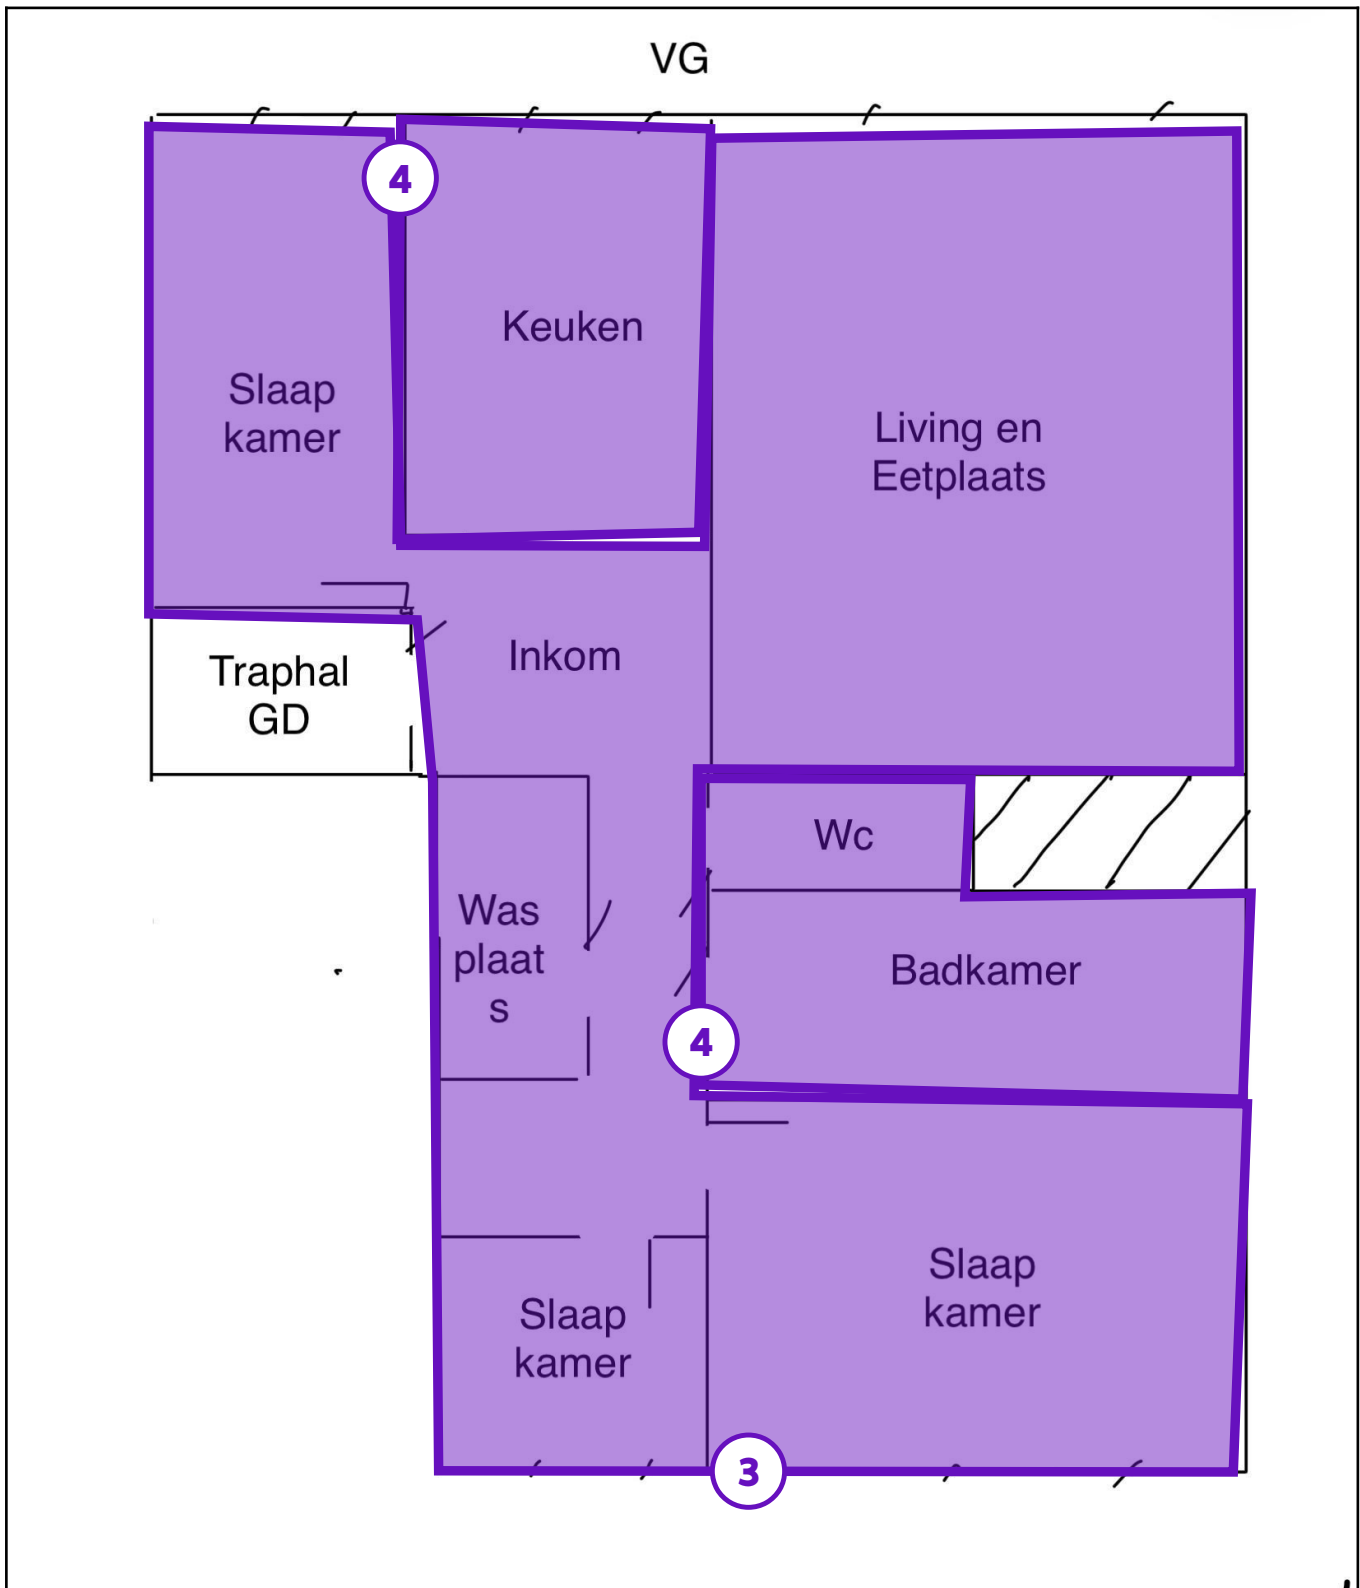 VG
4
Keuken
Slaap
kamer
Living en
Eetplaats
Inkom
Traphal
GD
Wc
Was
plaat
s
Badkamer
4
Slaap
kamer
Slaap
kamer
3